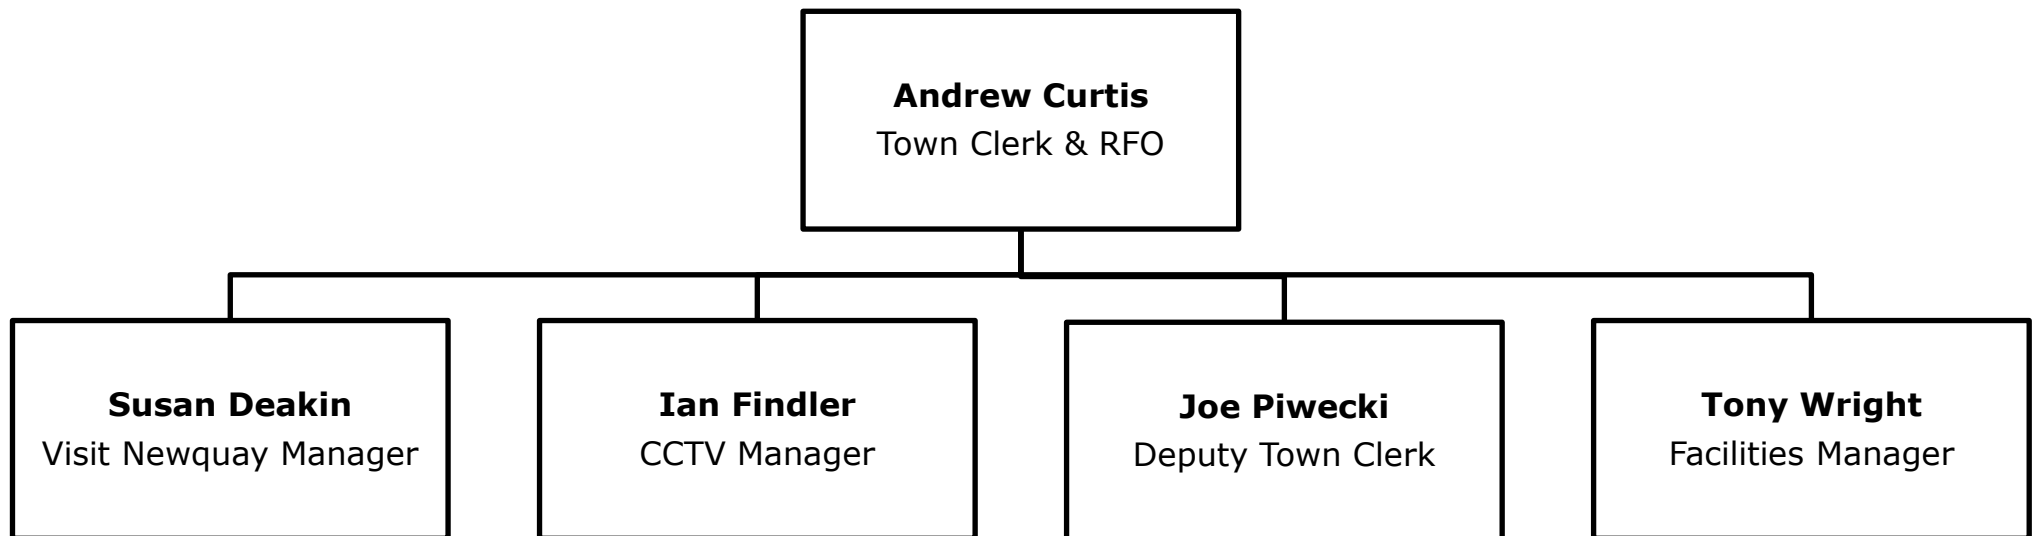 Andrew Curtis
Town Clerk & RFO
Susan Deakin
Visit Newquay Manager
Ian Findler
CCTV Manager
Joe Piwecki
Deputy Town Clerk
Tony Wright
Facilities Manager